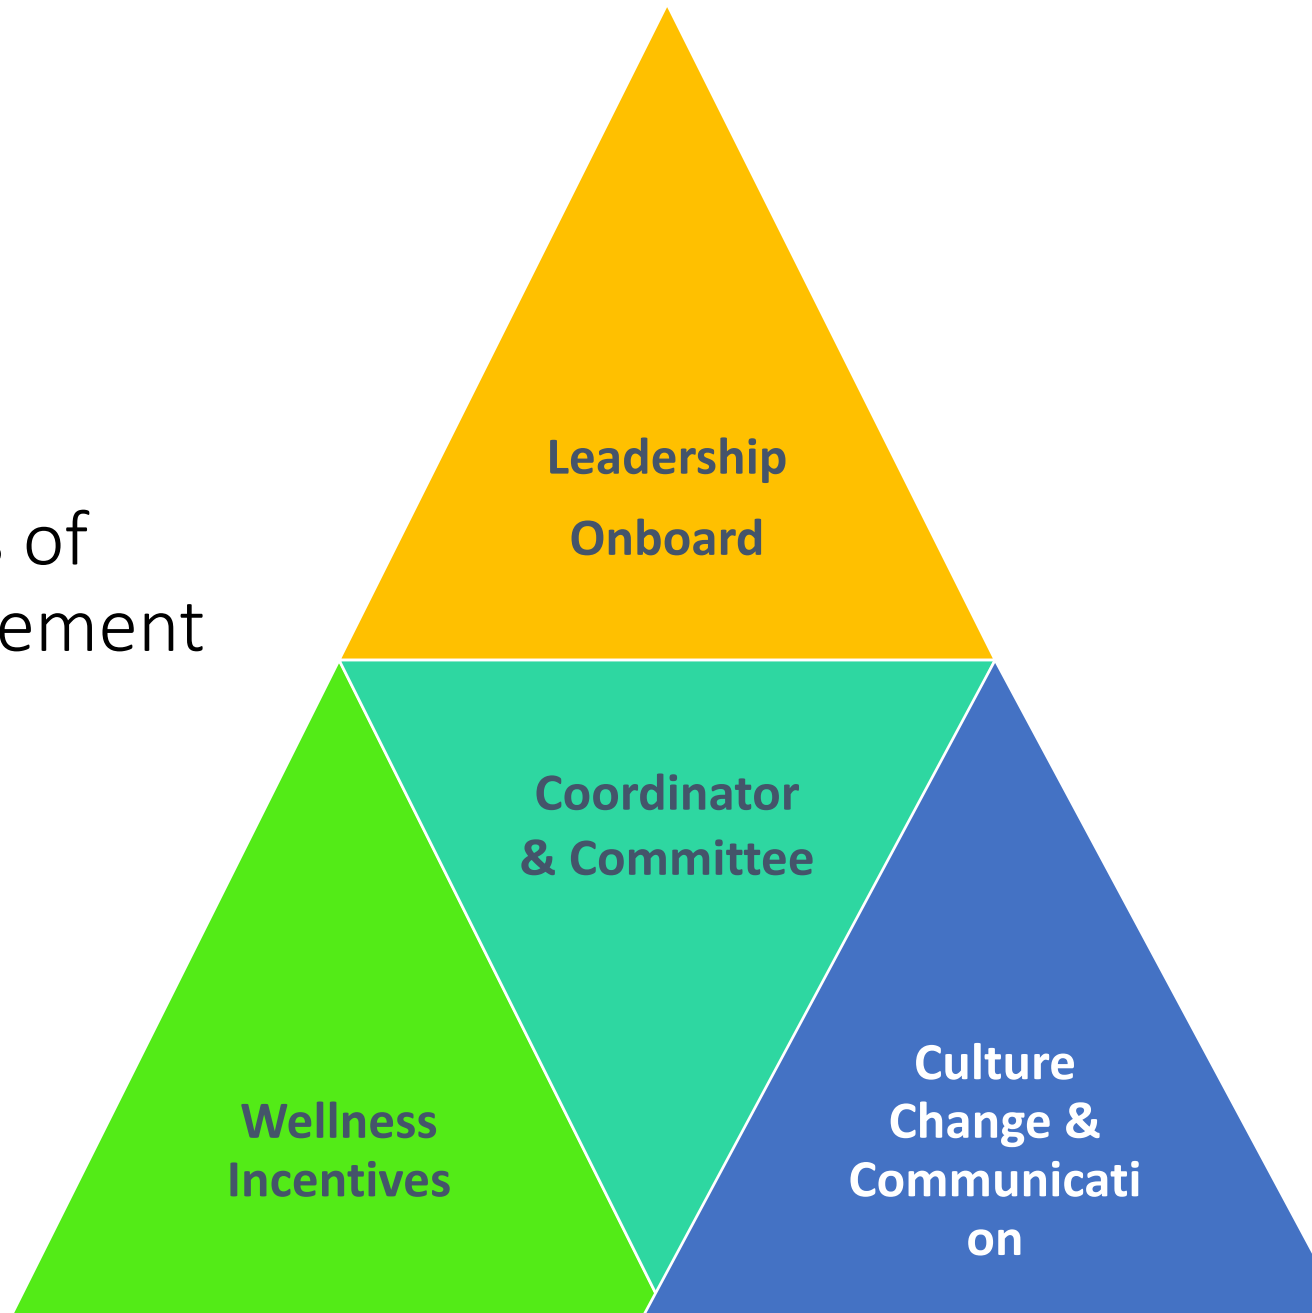 Leadership
Onboard
s of
ement
Coordinator
& Committee
Culture
Change &
Communicati
on
Wellness
Incentives